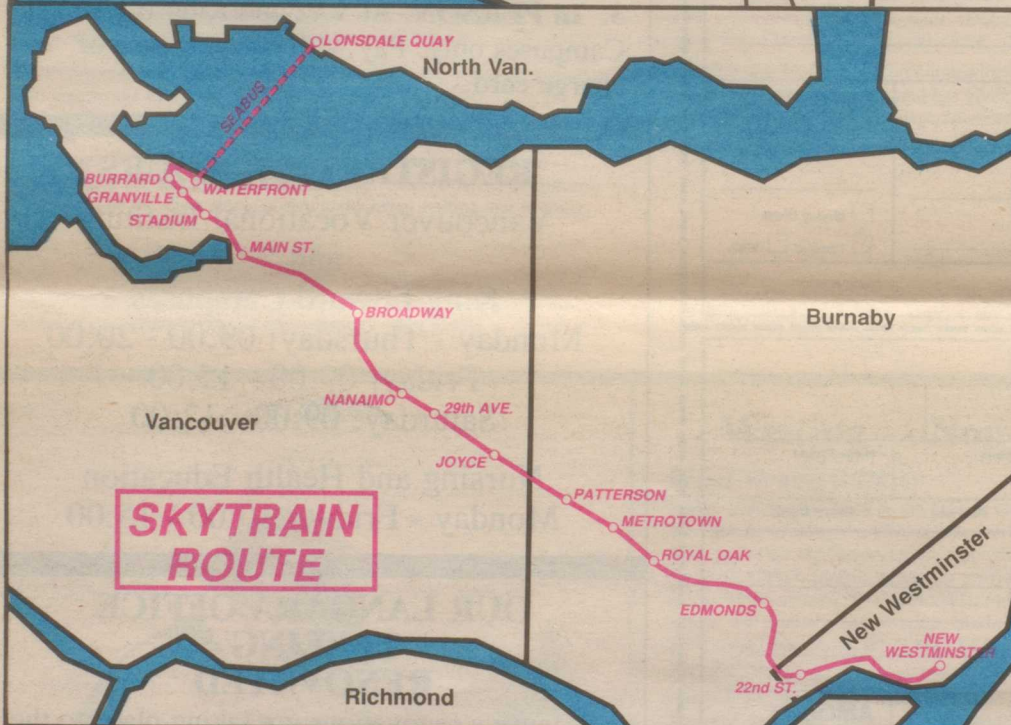 LONSDALE QUAY
North Van.
SEABUS
BURRARD
WATERFRONT
GRANVILLE
STADIUM
MAIN ST.
BROADWAY
Burnaby
NANAIMO
29th AVE.
Vancouver
JOYCE
PATTERSON
SKYTRAIN
ROUTE
METROTOWN
ROYAL OAK
EDMONDS
New Westminster
NEW
WESTMINSTER
22nd ST.
Richmond